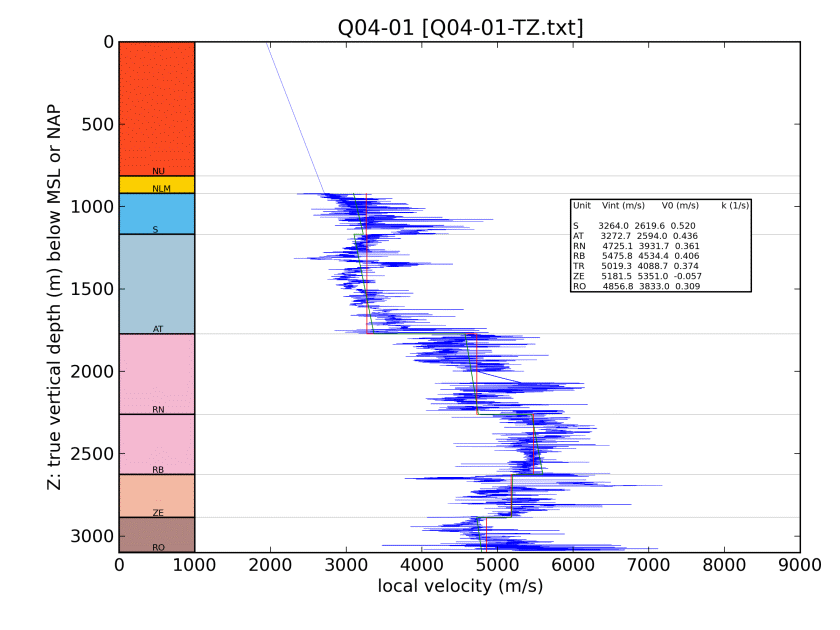 Q04-01 [Q04-01-TZ.txt]
0
500
1000
1500
2000
2500
3000
Z: true vertical depth (m) below MSL or NAP
NU
NLM
S
AT
RN
RB
ZE
RO
Unit Vint (m/s) V0 (m/s) k (1/s)
S 3264.0 2619.6 0.520
AT 3272.7 2594.0 0.436
RN 4725.1 3931.7 0.361
RB 5475.8 4534.4 0.406
TR 5019.3 4088.7 0.374
ZE 5181.5 5351.0 -0.057
RO 4856.8 3833.0 0.309
0 1000 2000 3000 4000 5000 6000 7000 8000 9000
local velocity (m/s)